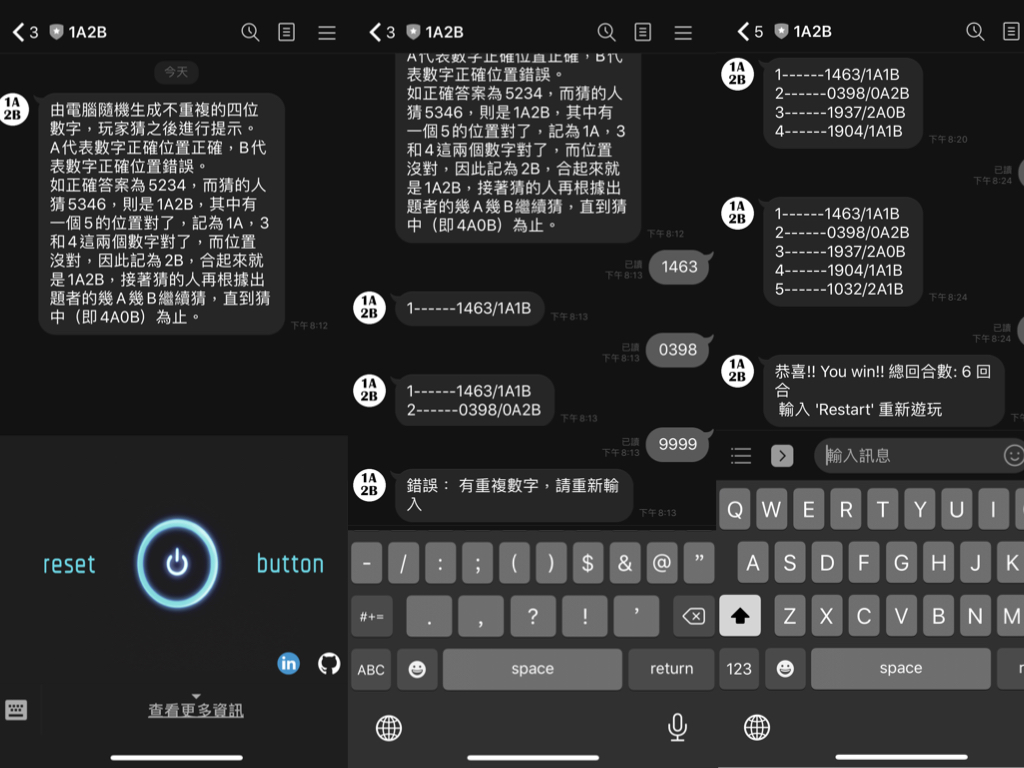 3 1A2B
今天
1A
2B
由電腦隨機生成不重複的四位
數字，玩家猜之後進行提示。
A代表數字正確位置正確，B代
表數字正確位置錯誤。
如正確答案為5234，而猜的人
猜5346，則是1A2B，其中有
一個5的位置對了，記為1A，3
和4這兩個數字對了，而位置
沒對，因此記為2B，合起來就
是1A2B，接著猜的人再根據出
題者的幾A幾B繼續猜，直到猜
中（即4A0B）為止。
下午8:12
reset
button
in
查看更多資訊
3 1A2B
A代表數字正確位置正確，B代
表數字正確位置錯誤。
如正確答案為5234，而猜的人
猜5346，則是1A2B，其中有
一個5的位置對了，記為1A，3
和4這兩個數字對了，而位置
沒對，因此記為2B，合起來就
是1A2B，接著猜的人再根據出
題者的幾A幾B繼續猜，直到猜
中（即4A0B）為止。
下午8:12
已讀
下午8:13
1463
1A
2B
1------1463/1A1B
下午8:13
已讀
下午8:13
0398
1A
2B
1------1463/1A1B
2------0398/0A2B
下午8:13
已讀
下午8:13
9999
1A
2B
錯誤： 有重複數字，請重新輸
入
下午8:13
- / : ; ( ) $ & @ ”
#+= . , ? ! ’
ABC space return
5 1A2B
1A
2B
1------1463/1A1B
2------0398/0A2B
3------1937/2A0B
4------1904/1A1B
下午8:20
已讀
下午8:24
1A
2B
1------1463/1A1B
2------0398/0A2B
3------1937/2A0B
4------1904/1A1B
5------1032/2A1B
下午8:24
已讀
下午8:24
1A
2B
恭喜!! You win!! 總回合數: 6 回
合
輸入 'Restart' 重新遊玩
輸入訊息
Q W E R T Y U I
A S D F G H J K
Z X C V B N M
123 space